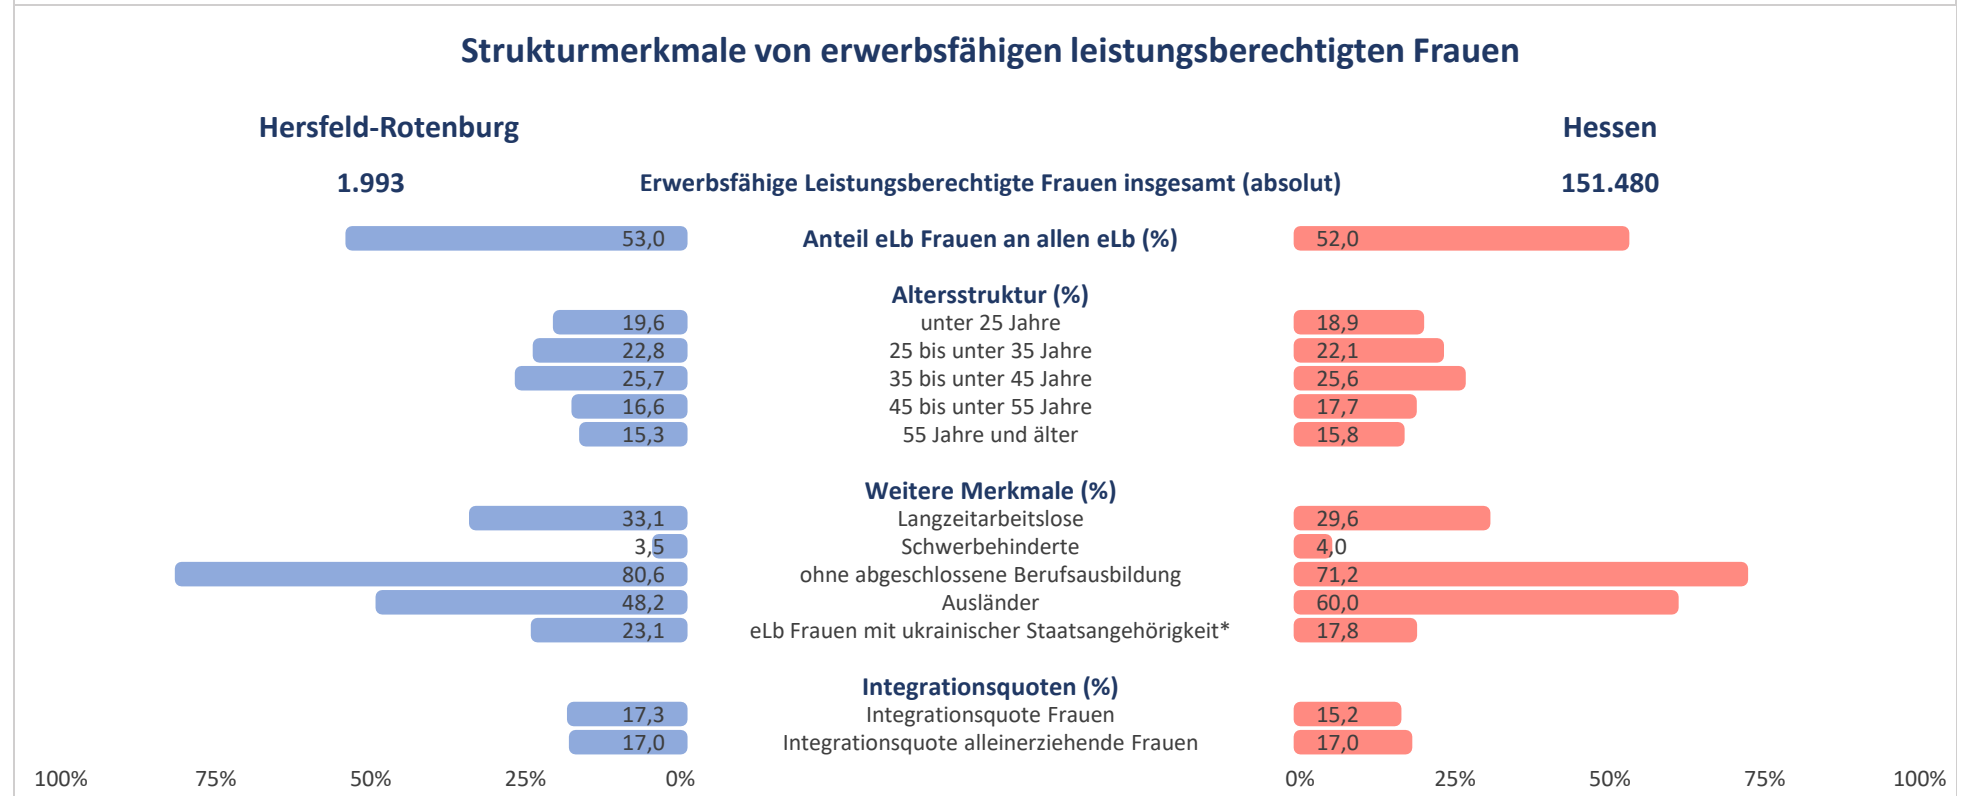 Strukturmerkmale von erwerbsfähigen leistungsberechtigten Frauen
Hersfeld-Rotenburg Hessen
1.993 Erwerbsfähige Leistungsberechtigte Frauen insgesamt (absolut) 151.480
53,0 Anteil eLb Frauen an allen eLb (%) 52,0
Altersstruktur (%)
19,6 unter 25 Jahre 18,9
22,8 25 bis unter 35 Jahre 22,1
25,7 35 bis unter 45 Jahre 25,6
16,6 45 bis unter 55 Jahre 17,7
15,3 55 Jahre und älter 15,8
Weitere Merkmale (%)
33,1 Langzeitarbeitslose 29,6
3,5 Schwerbehinderte 4,0
80,6 ohne abgeschlossene Berufsausbildung 71,2
48,2 Ausländer 60,0
23,1 eLb Frauen mit ukrainischer Staatsangehörigkeit* 17,8
Integrationsquoten (%)
17,3 Integrationsquote Frauen 15,2
17,0 Integrationsquote alleinerziehende Frauen 17,0
100% 75% 50% 25% 0% 0% 25% 50% 75% 100%